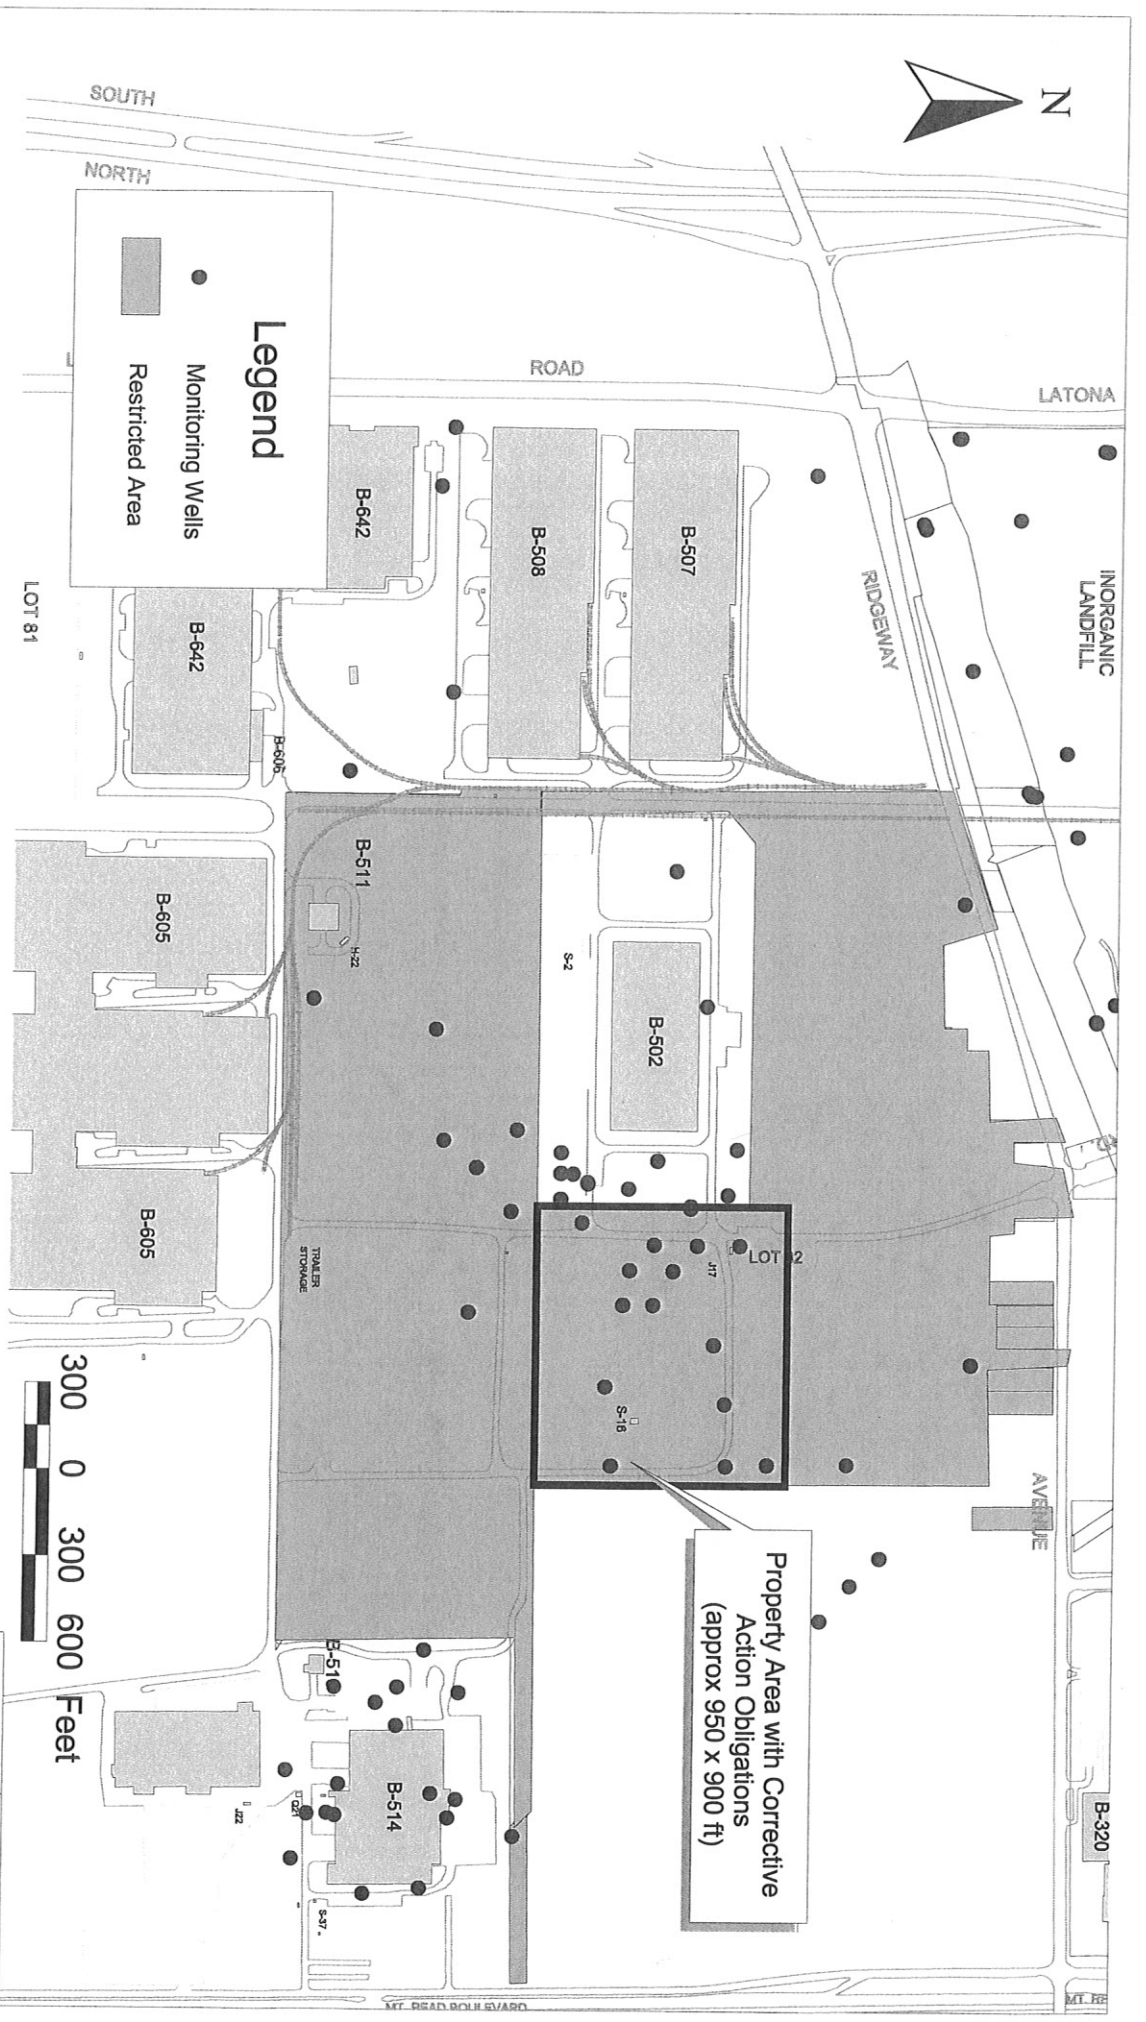 N
SOUTH
NORTH
ROAD
LATONA
RIDGEWAY
INORGANIC
LANDFILL
Legend
Monitoring Wells
Restricted Area
B-642
B-508
B-507
B-642
LOT 81
B-606
B-511
H-22
B-605
S-2
B-502
B-605
TRAILER
STORAGE
J17
S-16
AVENUE
Property Area with Corrective
Action Obligations
(approx 950 x 900 ft)
300 0 300 600 Feet
B-514
J22
S-37
B-320
MT. READ BOULEVARD